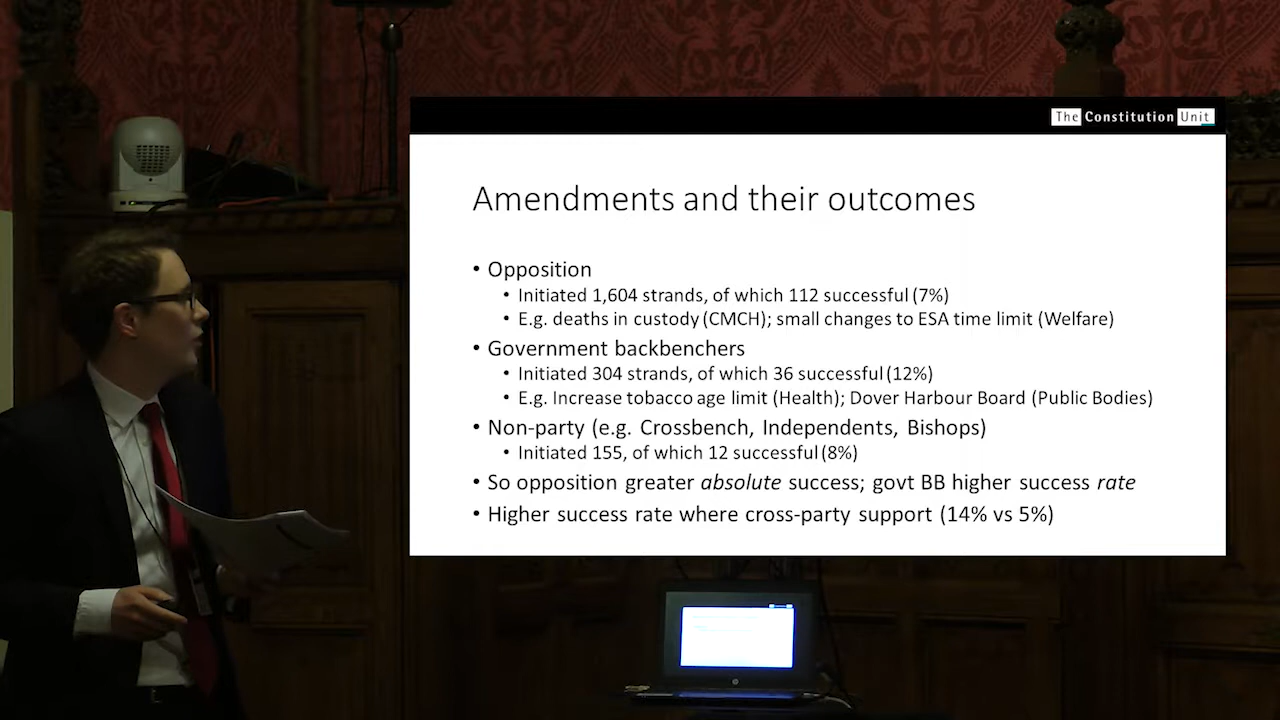 The Constitution Unit
Amendments and their outcomes
• Opposition
• Initiated 1,604 strands, of which 112 successful (7%)
• E.g. deaths in custody (CMCH); small changes to ESA time limit (Welfare)
• Government backbenchers
• Initiated 304 strands, of which 36 successful (12%)
• E.g. Increase tobacco age limit (Health); Dover Harbour Board (Public Bodies)
• Non-party (e.g. Crossbench, Independents, Bishops)
• Initiated 155, of which 12 successful (8%)
• So opposition greater absolute success; govt BB higher success rate
• Higher success rate where cross-party support (14% vs 5%)